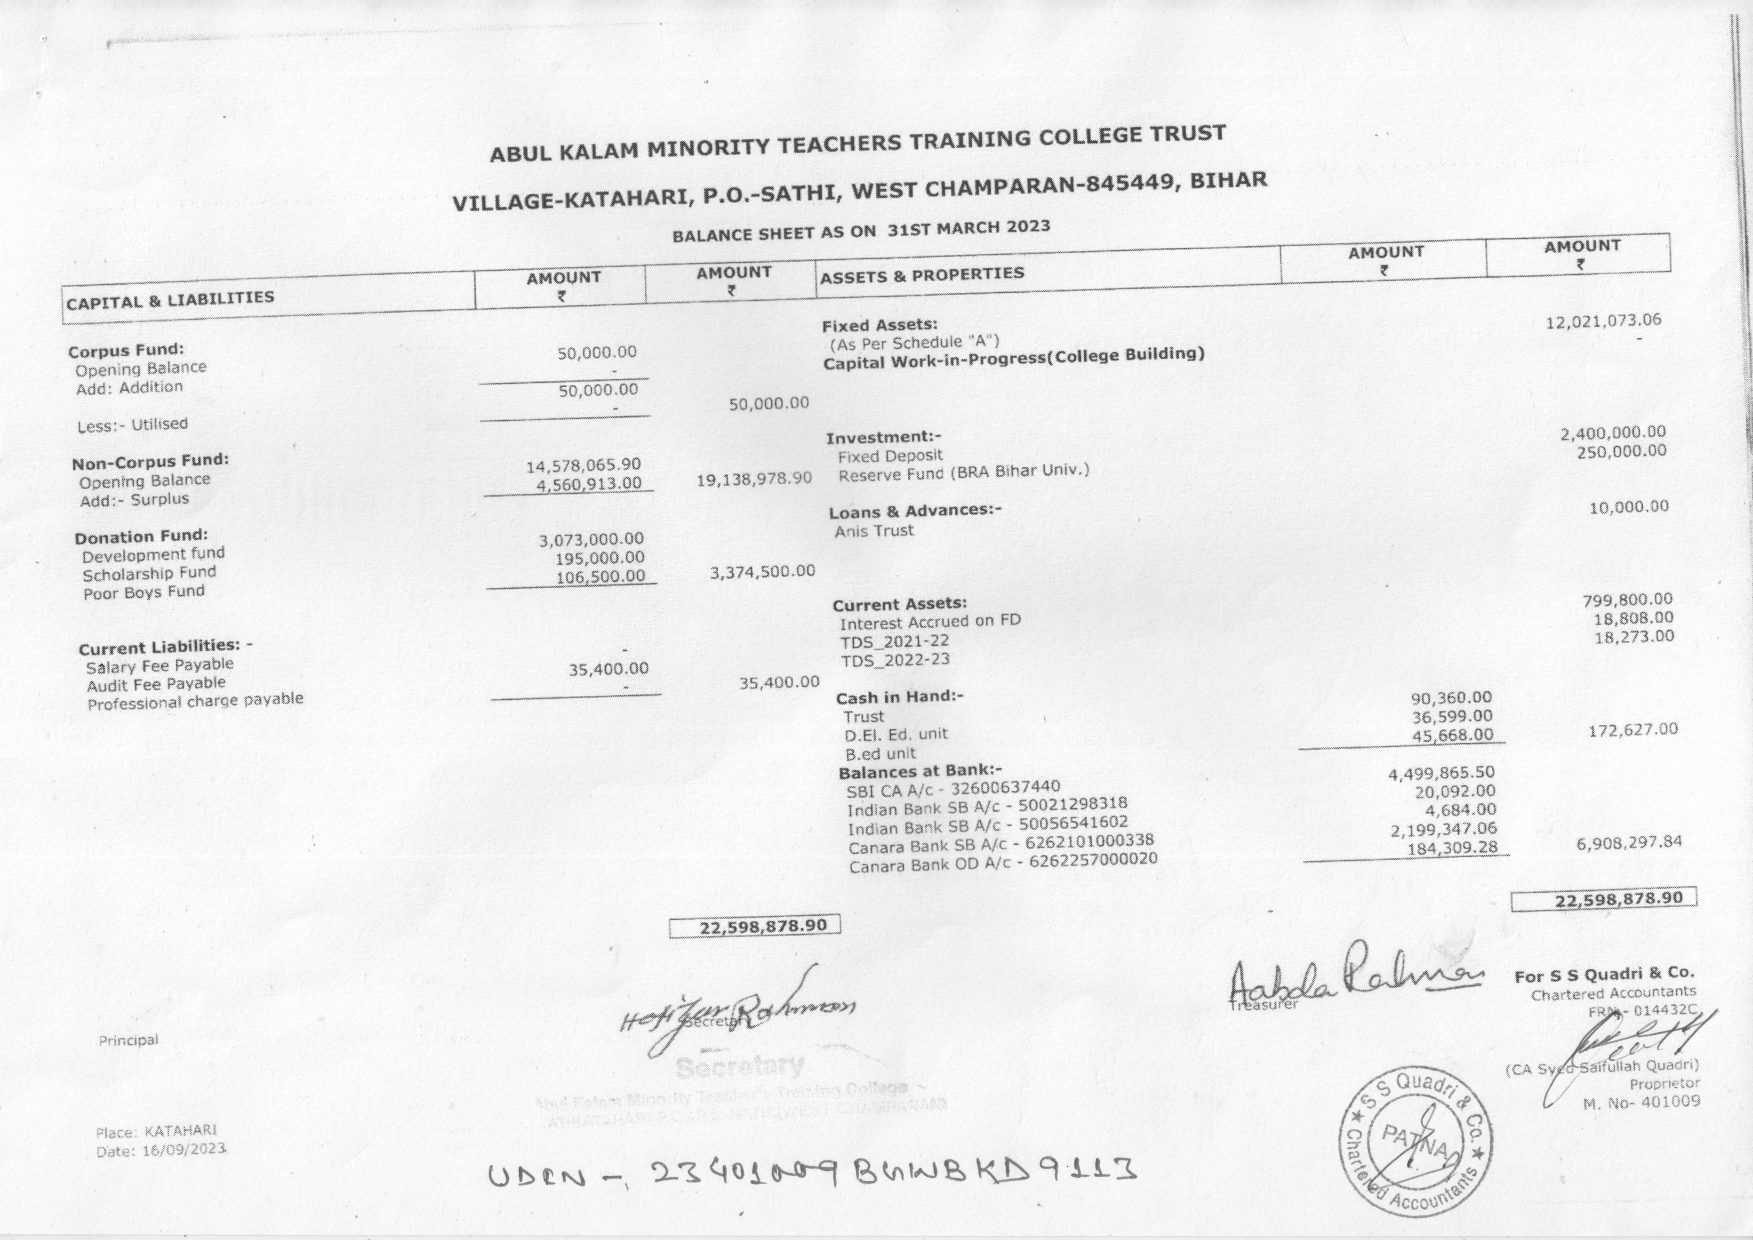 ABUL KALAM MINORITY TEACHERS TRAINING COLLEGE TRUST
VILLAGE-KATAHARI, P.O.-SATHI, WEST CHAMPARAN-845449, BIHAR
BALANCE SHEET AS ON 31ST MARCH 2023
CAPITAL & LIABILITIES AMOUNT ₹ AMOUNT ₹
Corpus Fund:
Opening Balance 50,000.00
Add: Addition -
50,000.00
Less:- Utilised - 50,000.00
Non-Corpus Fund:
Opening Balance 14,578,065.90
Add:- Surplus 4,560,913.00 19,138,978.90
Donation Fund:
Development fund 3,073,000.00
Scholarship Fund 195,000.00
Poor Boys Fund 106,500.00 3,374,500.00
Current Liabilities: -
Salary Fee Payable -
Audit Fee Payable 35,400.00
Professional charge payable - 35,400.00
22,598,878.90
ASSETS & PROPERTIES AMOUNT ₹ AMOUNT ₹
Fixed Assets: 12,021,073.06
(As Per Schedule "A")
Capital Work-in-Progress(College Building) -
Investment:-
Fixed Deposit 2,400,000.00
Reserve Fund (BRA Bihar Univ.) 250,000.00
Loans & Advances:-
Anis Trust 10,000.00
Current Assets:
Interest Accrued on FD 799,800.00
TDS_2021-22 18,808.00
TDS_2022-23 18,273.00
Cash in Hand:-
Trust 90,360.00
D.El. Ed. unit 36,599.00
B.ed unit 45,668.00 172,627.00
Balances at Bank:-
SBI CA A/c - 32600637440 4,499,865.50
Indian Bank SB A/c - 50021298318 20,092.00
Indian Bank SB A/c - 50056541602 4,684.00
Canara Bank SB A/c - 6262101000338 2,199,347.06
Canara Bank OD A/c - 6262257000020 184,309.28 6,908,297.84
22,598,878.90
Principal
Hafizur Rahman
Secretary
Secretary
Abul Kalam Minority Teacher's Training College
Aabda Rahman
Treasurer
For S S Quadri & Co.
Chartered Accountants
FRN - 014432C
(CA Syed Saifullah Quadri)
Proprietor
M. No- 401009
S S Quadri & Co.
PATNA
Chartered Accountants
Place: KATAHARI
Date: 16/09/2023
UDIN - 23401009BGWBKD9113